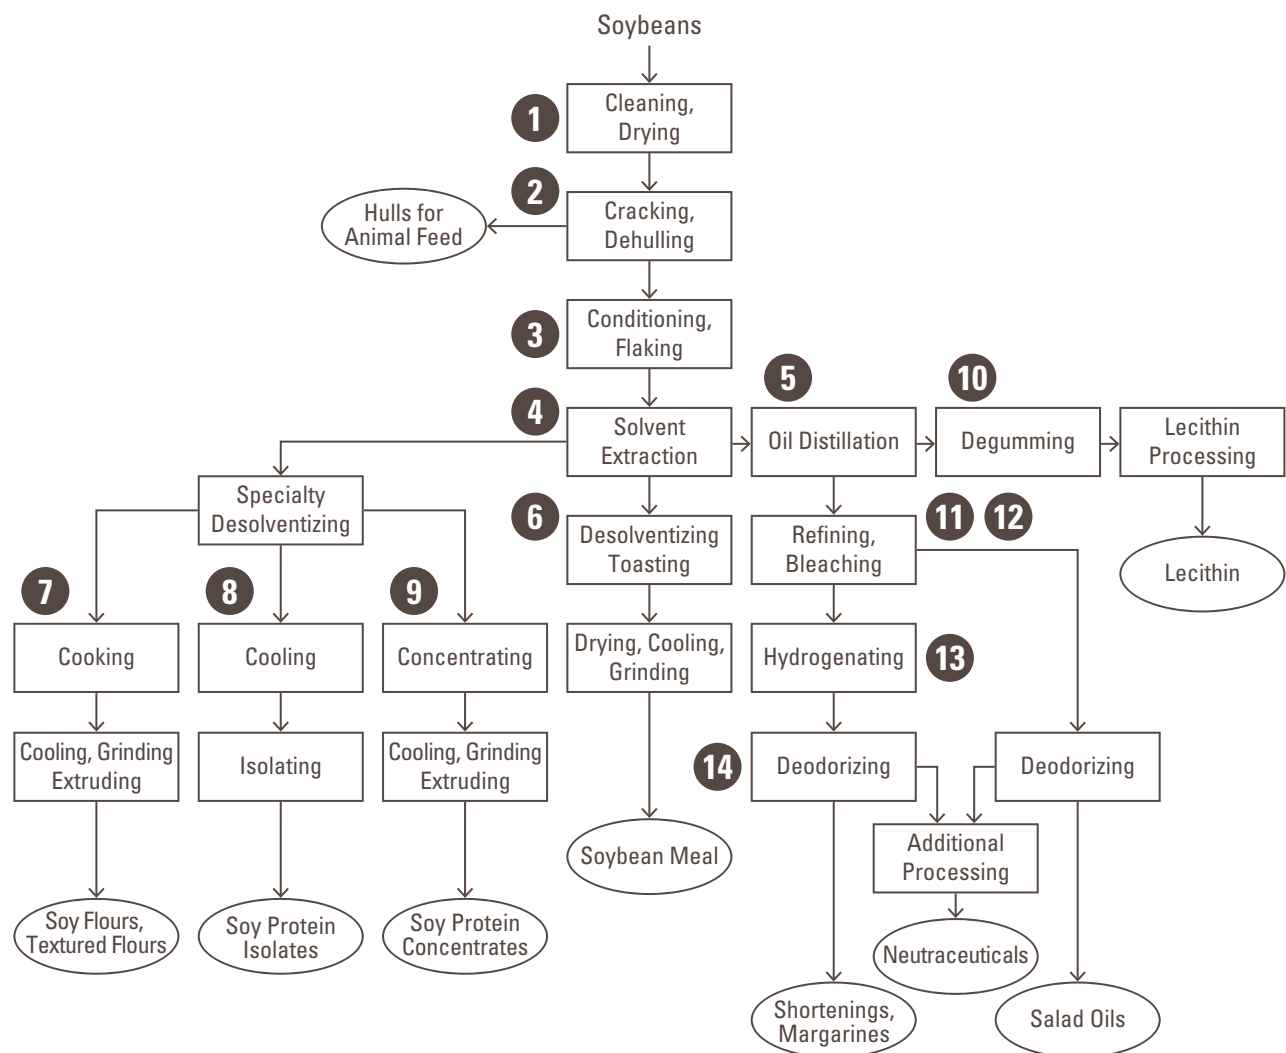 Soybeans
1
Cleaning,
Drying
2
Hulls for
Animal Feed
Cracking,
Dehulling
3
Conditioning,
Flaking
4
5
10
Solvent
Extraction
Oil Distillation
Degumming
Lecithin
Processing
Specialty
Desolventizing
6
Desolventizing
Toasting
Refining,
Bleaching
11
12
Lecithin
7
8
9
Cooking
Cooling
Concentrating
Drying, Cooling,
Grinding
Hydrogenating
13
Cooling, Grinding
Extruding
Isolating
Cooling, Grinding
Extruding
14
Deodorizing
Deodorizing
Soybean Meal
Additional
Processing
Soy Flours,
Textured Flours
Soy Protein
Isolates
Soy Protein
Concentrates
Neutraceuticals
Shortenings,
Margarines
Salad Oils